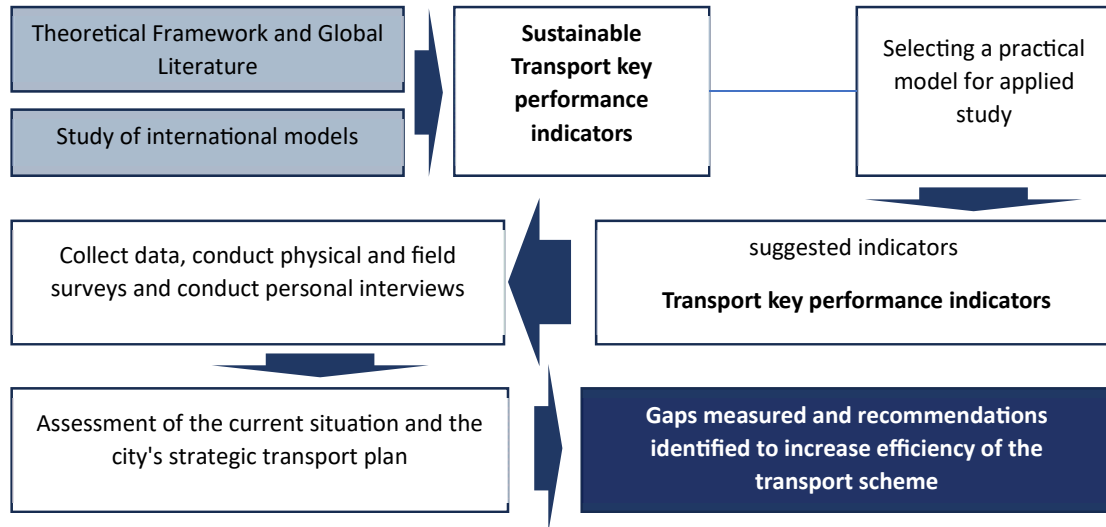 Theoretical Framework and Global
Literature
Study of international models
Sustainable
Transport key
performance
indicators
Selecting a practical
model for applied
study
suggested indicators
Transport key performance indicators
Collect data, conduct physical and field
surveys and conduct personal interviews
Assessment of the current situation and the
city's strategic transport plan
Gaps measured and recommendations
identified to increase efficiency of the
transport scheme